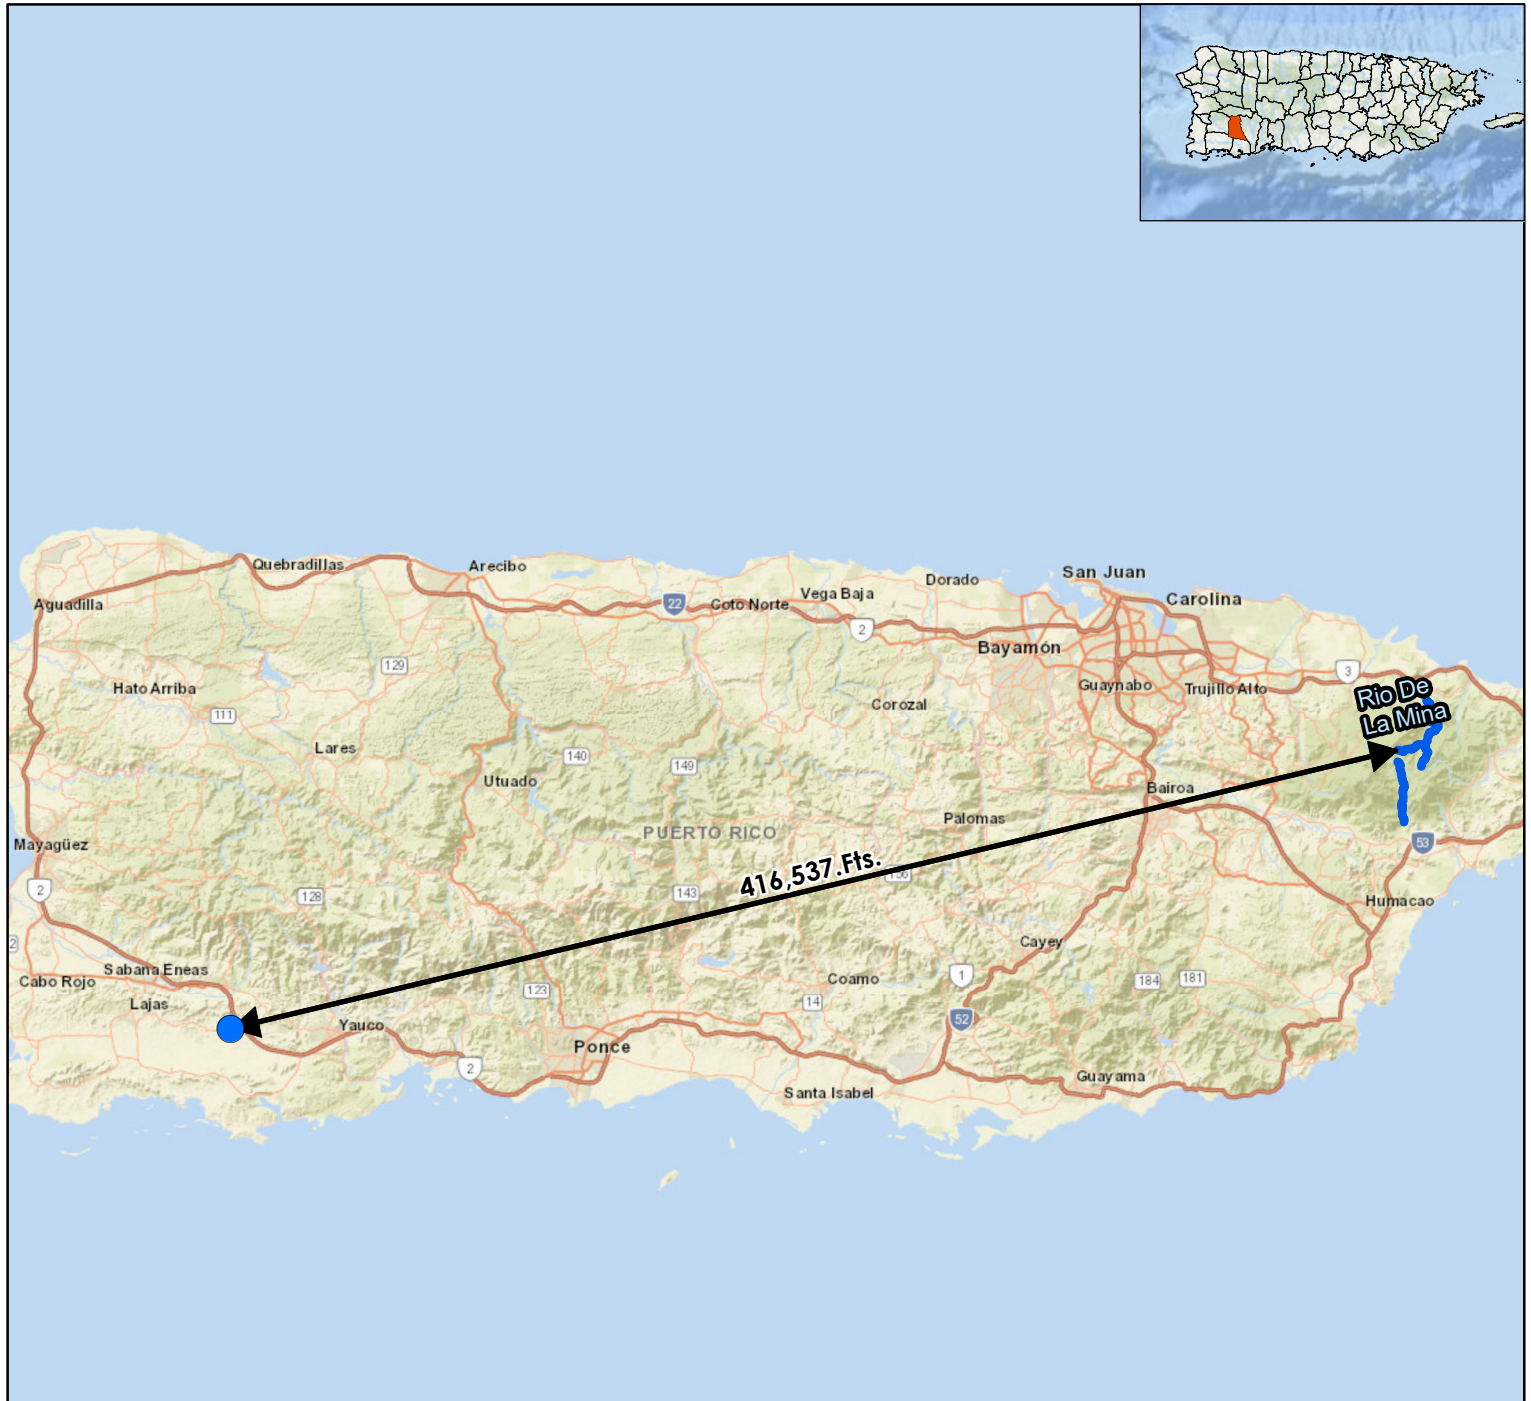 San Juan
Quebradillas
Arecibo
Dorado
Vega Baja
Carolina
22
Coto Norte
Aguadilla
2
Bayamón
129
3
Guaynabo
Trujillo Alto
Hato Arriba
Rio De
La Mina
111
Corozal
Lares
140
149
Utuado
Bairoa
Palomas
PUERTO RICO
Mayagüez
53
416,537.Fts.
2
128
143
156
Humacao
Cayey
2
Sabana Eneas
Cabo Rojo
Coamo
1
184
181
123
Lajas
14
52
Yauco
Ponce
2
Guayama
Santa Isabel